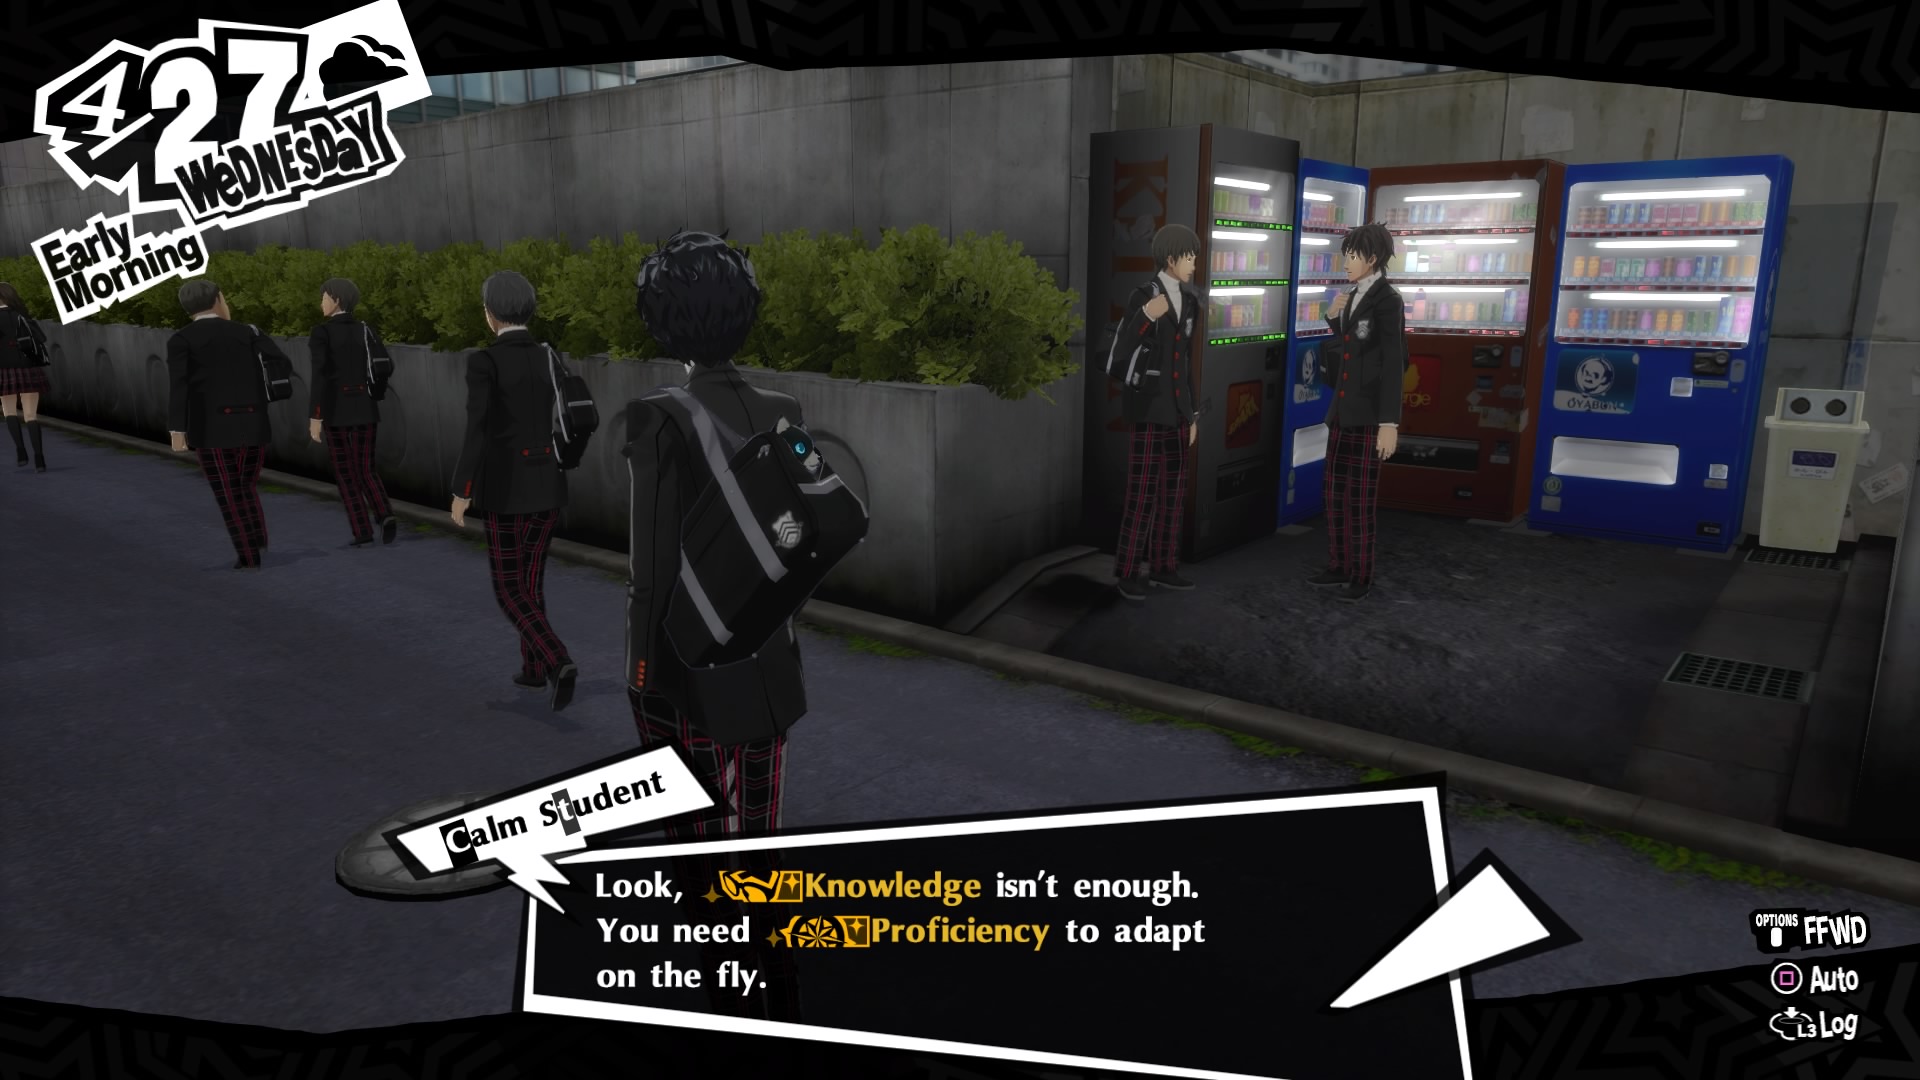 4/27
WeDNESDaY
Early
Morning
OYABUN
Calm Student
Look, Knowledge isn't enough.
You need Proficiency to adapt
on the fly.
OPTIONS FFWD
Auto
L3 Log